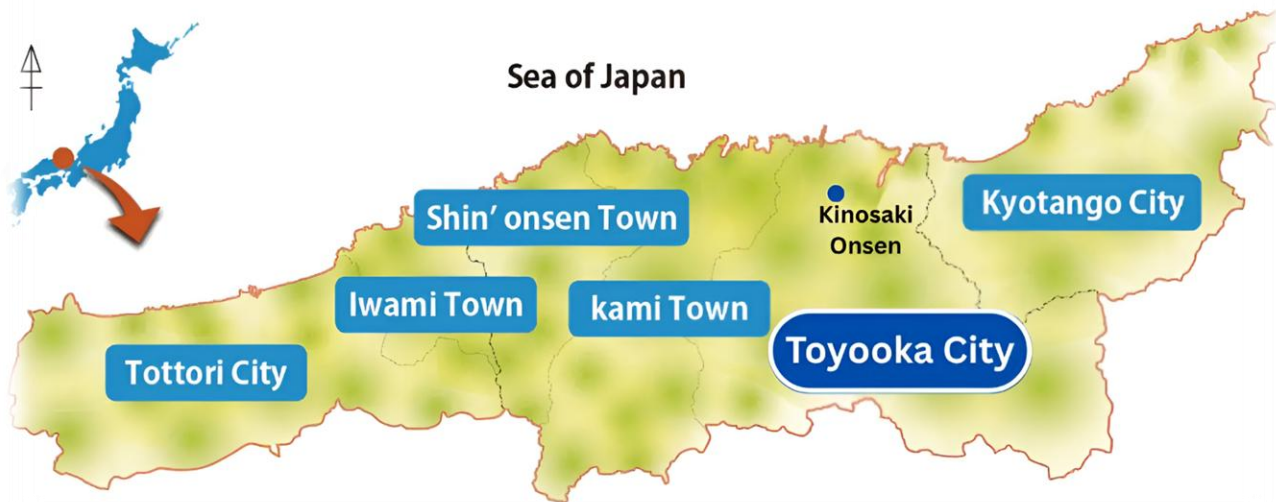 Sea of Japan
Shin' onsen Town
Kyotango City
Kinosaki
Onsen
Iwami Town
kami Town
Toyooka City
Tottori City